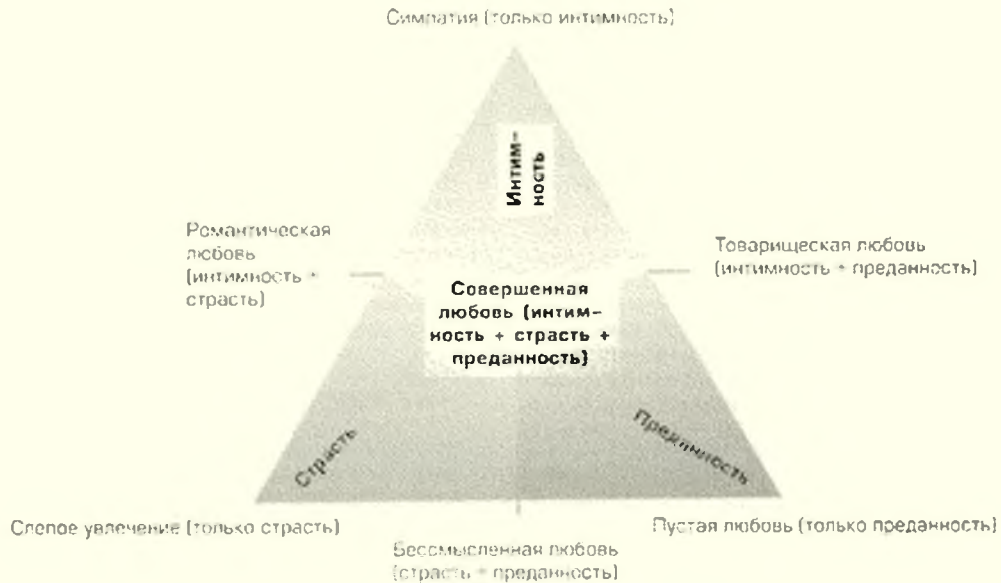 Симпатия (только интимность)
Интим-
ность
Романтическая
любовь
(интимность +
страсть)
Товарищеская любовь
(интимность + преданность)
Совершенная
любовь (интим-
ность + страсть +
преданность)
Страсть
Преданность
Слепое увлечение (только страсть)
Пустая любовь (только преданность)
Бессмысленная любовь
(страсть + преданность)